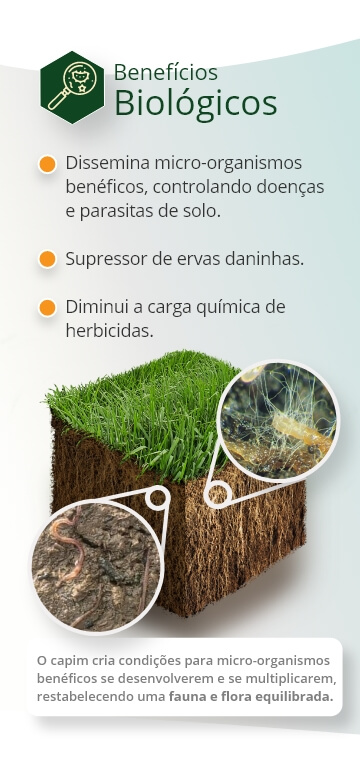 Benefícios
Biológicos
Dissemina micro-organismos
benéficos, controlando doenças
e parasitas de solo.
Supressor de ervas daninhas.
Diminui a carga química de
herbicidas.
O capim cria condições para micro-organismos
benéficos se desenvolverem e se multiplicarem,
restabelecendo uma fauna e flora equilibrada.